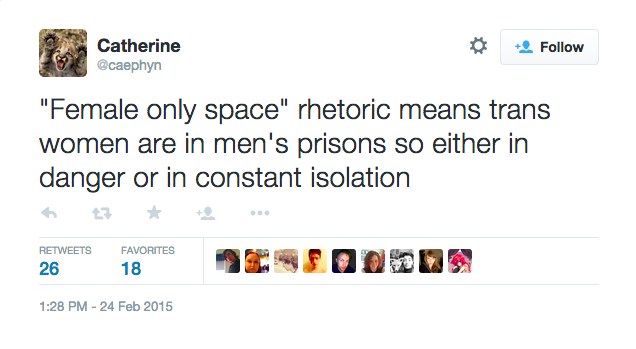 Catherine
@caephyn
Follow
"Female only space" rhetoric means trans
women are in men's prisons so either in
danger or in constant isolation
RETWEETS
FAVORITES
26
18
1:28 PM - 24 Feb 2015